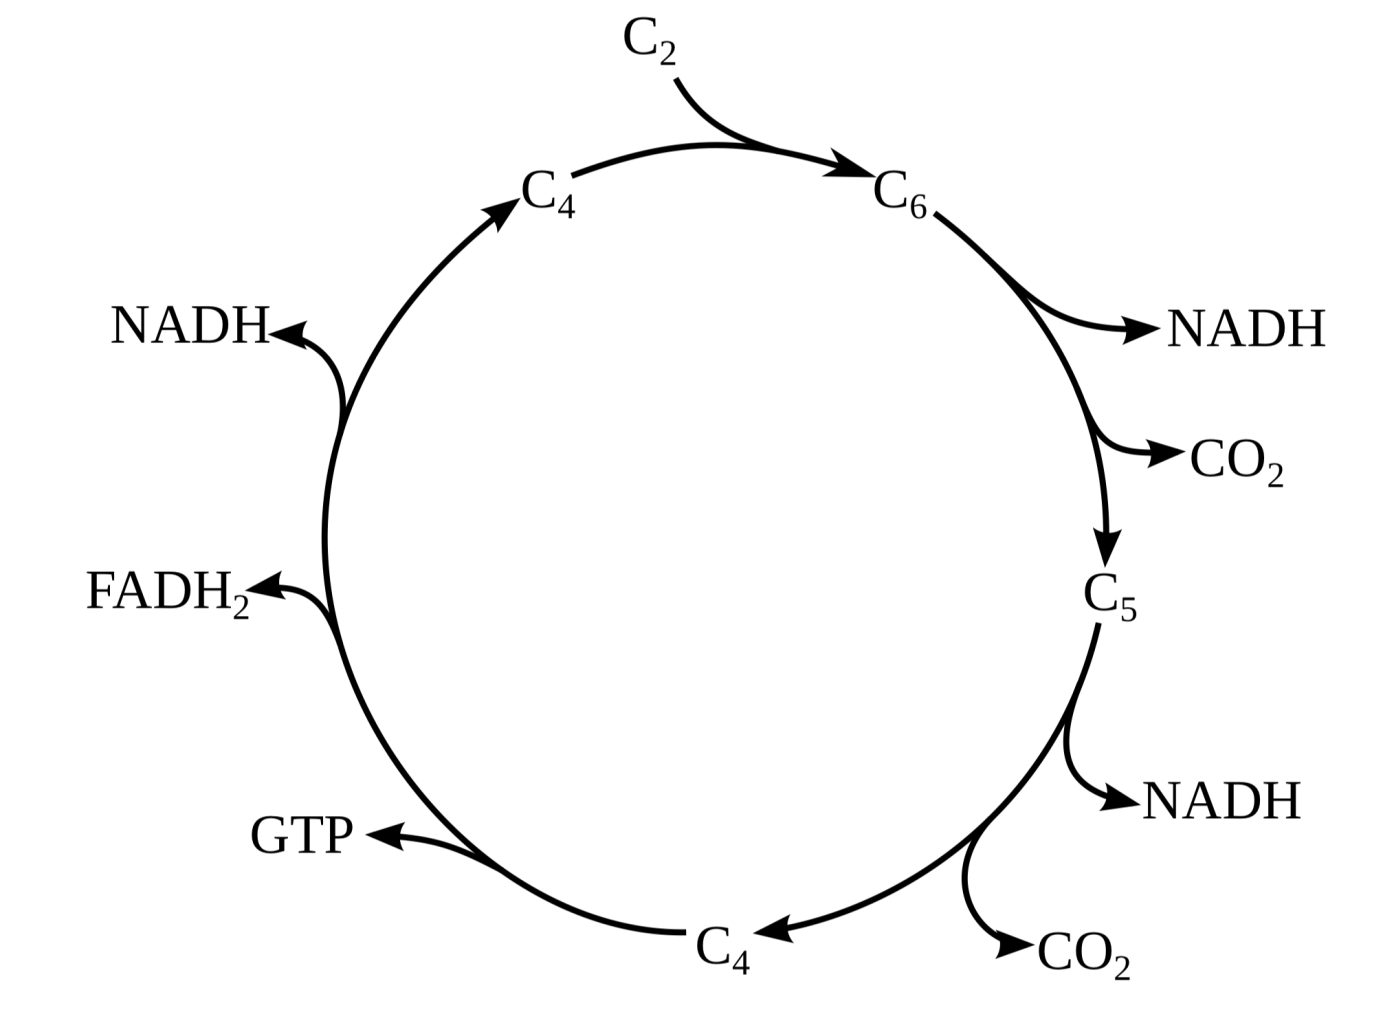 C₂
C₄
C₆
NADH
NADH
CO₂
FADH₂
C₅
NADH
GTP
C₄
CO₂